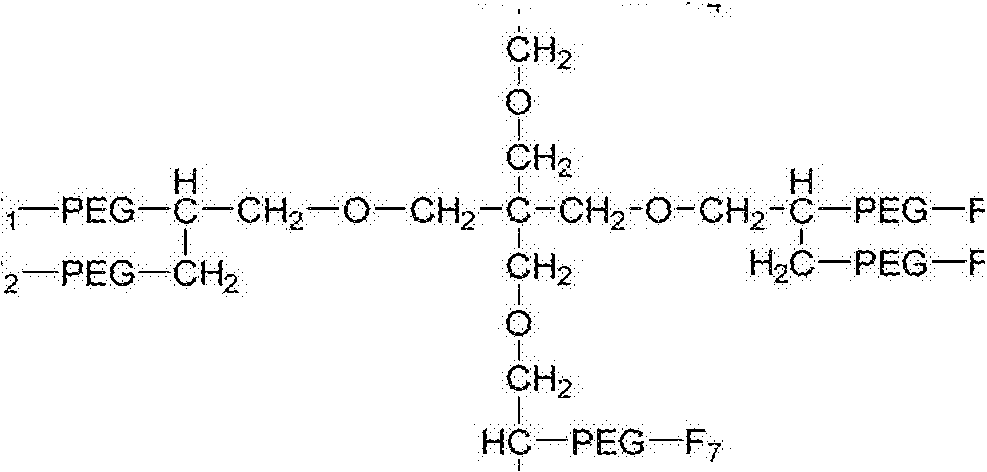 CH₂
O
CH₂
H H
₁—PEG—C—CH₂—O—CH₂—C—CH₂—O—CH₂—C—PEG—F
₂—PEG—CH₂ CH₂ H₂C—PEG—F
O
CH₂
HC—PEG—F₇